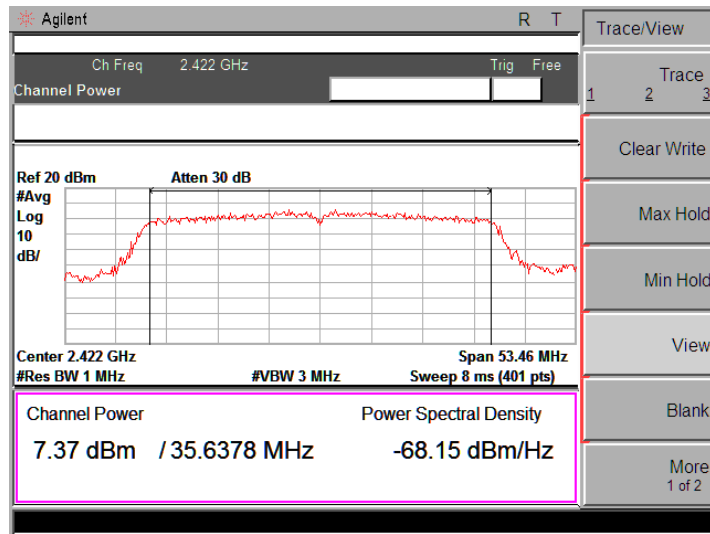 Agilent R T
Trace/View
Ch Freq 2.422 GHz Trig Free
Channel Power
Trace
1 2 3
Clear Write
Ref 20 dBm Atten 30 dB
#Avg
Log
10
dB/
Max Hold
Min Hold
Center 2.422 GHz Span 53.46 MHz
#Res BW 1 MHz #VBW 3 MHz Sweep 8 ms (401 pts)
View
Channel Power Power Spectral Density
7.37 dBm / 35.6378 MHz -68.15 dBm/Hz
Blank
More
1 of 2